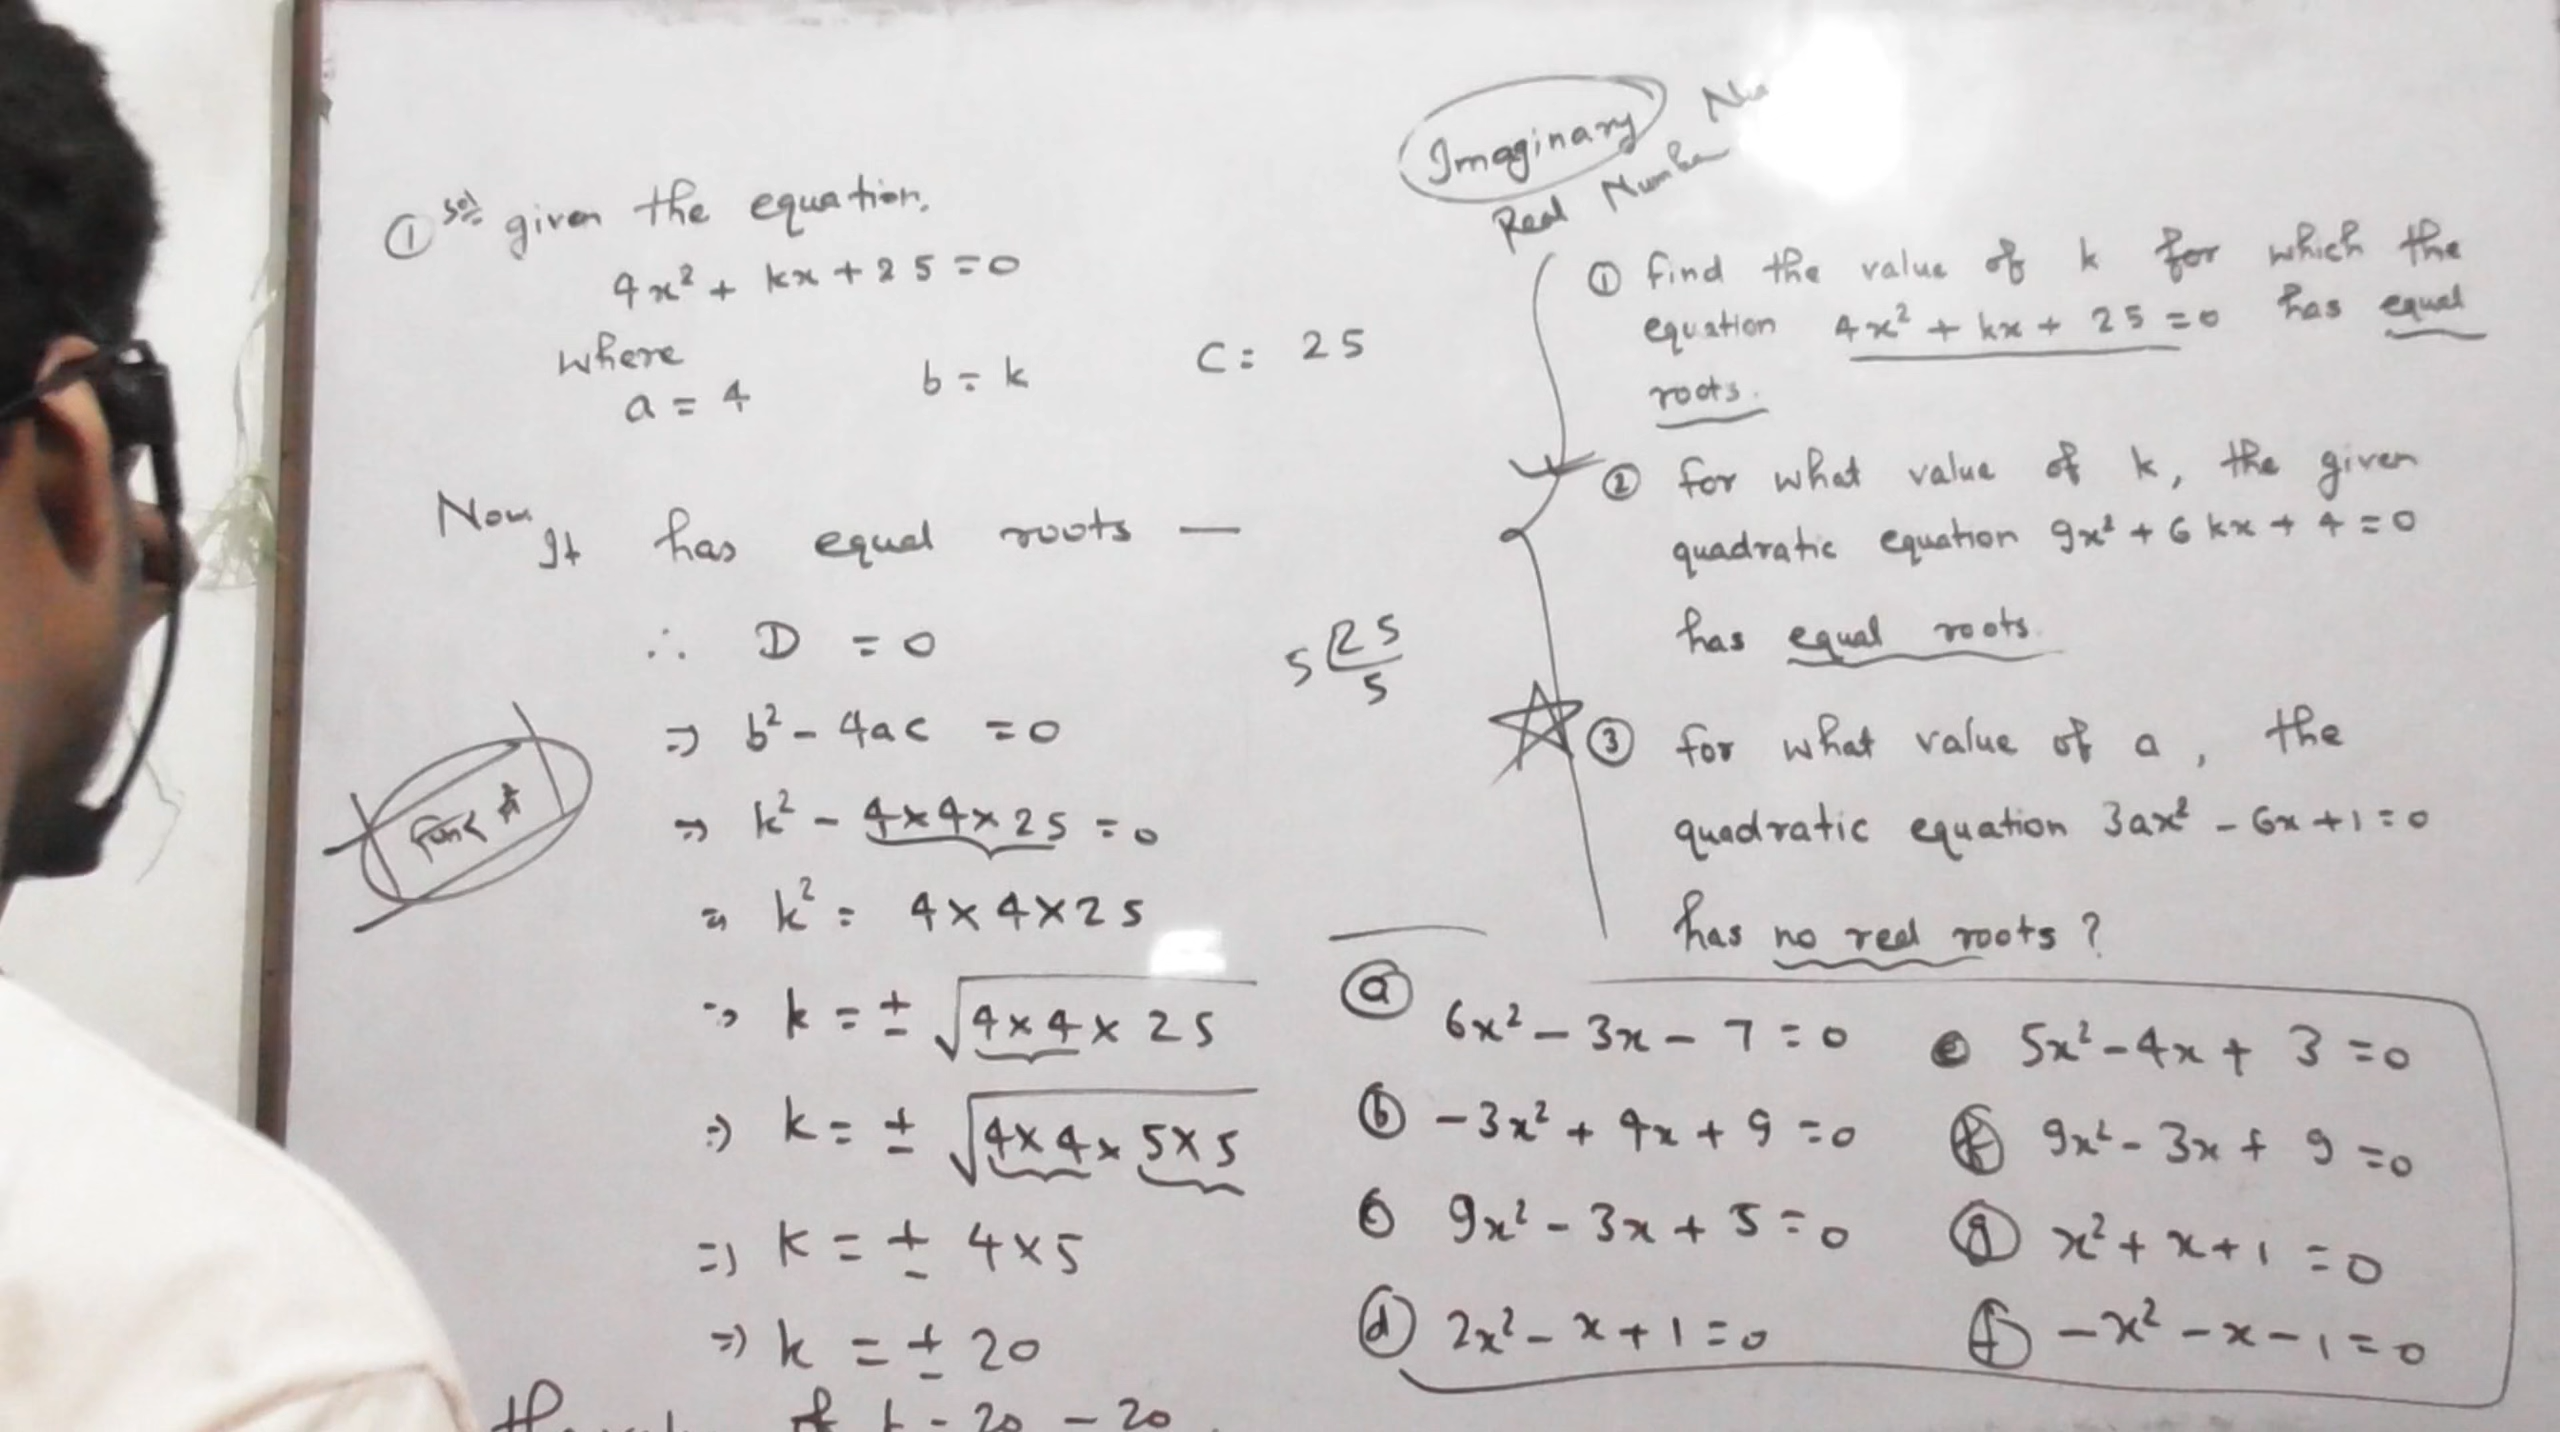 ① Soln given the equation,
4x² + kx + 25 = 0
where
a = 4 b = k C = 25
Now It has equal roots —
∴ D = 0
⇒ b² - 4ac = 0
⇒ k² - 4×4×25 = 0
⇒ k² = 4×4×25
⇒ k = ± √4×4×25
⇒ k = ± √4×4×5×5
⇒ k = ± 4×5
⇒ k = ± 20
of k = 20 - 20
5 25
5
Imaginary
Real Number
① find the value of k for which the
equation 4x² + kx + 25 = 0 has equal
roots.
② for what value of k, the given
quadratic equation 9x² + 6kx + 4 = 0
has equal roots.
③ for what value of a, the
quadratic equation 3ax² - 6x + 1 = 0
has no real roots?
ⓐ 6x² - 3x - 7 = 0
ⓑ -3x² + 4x + 9 = 0
ⓒ 9x² - 3x + 5 = 0
ⓓ 2x² - x + 1 = 0
ⓔ 5x² - 4x + 3 = 0
9x² - 3x + 9 = 0
ⓖ x² + x + 1 = 0
ⓕ -x² - x - 1 = 0